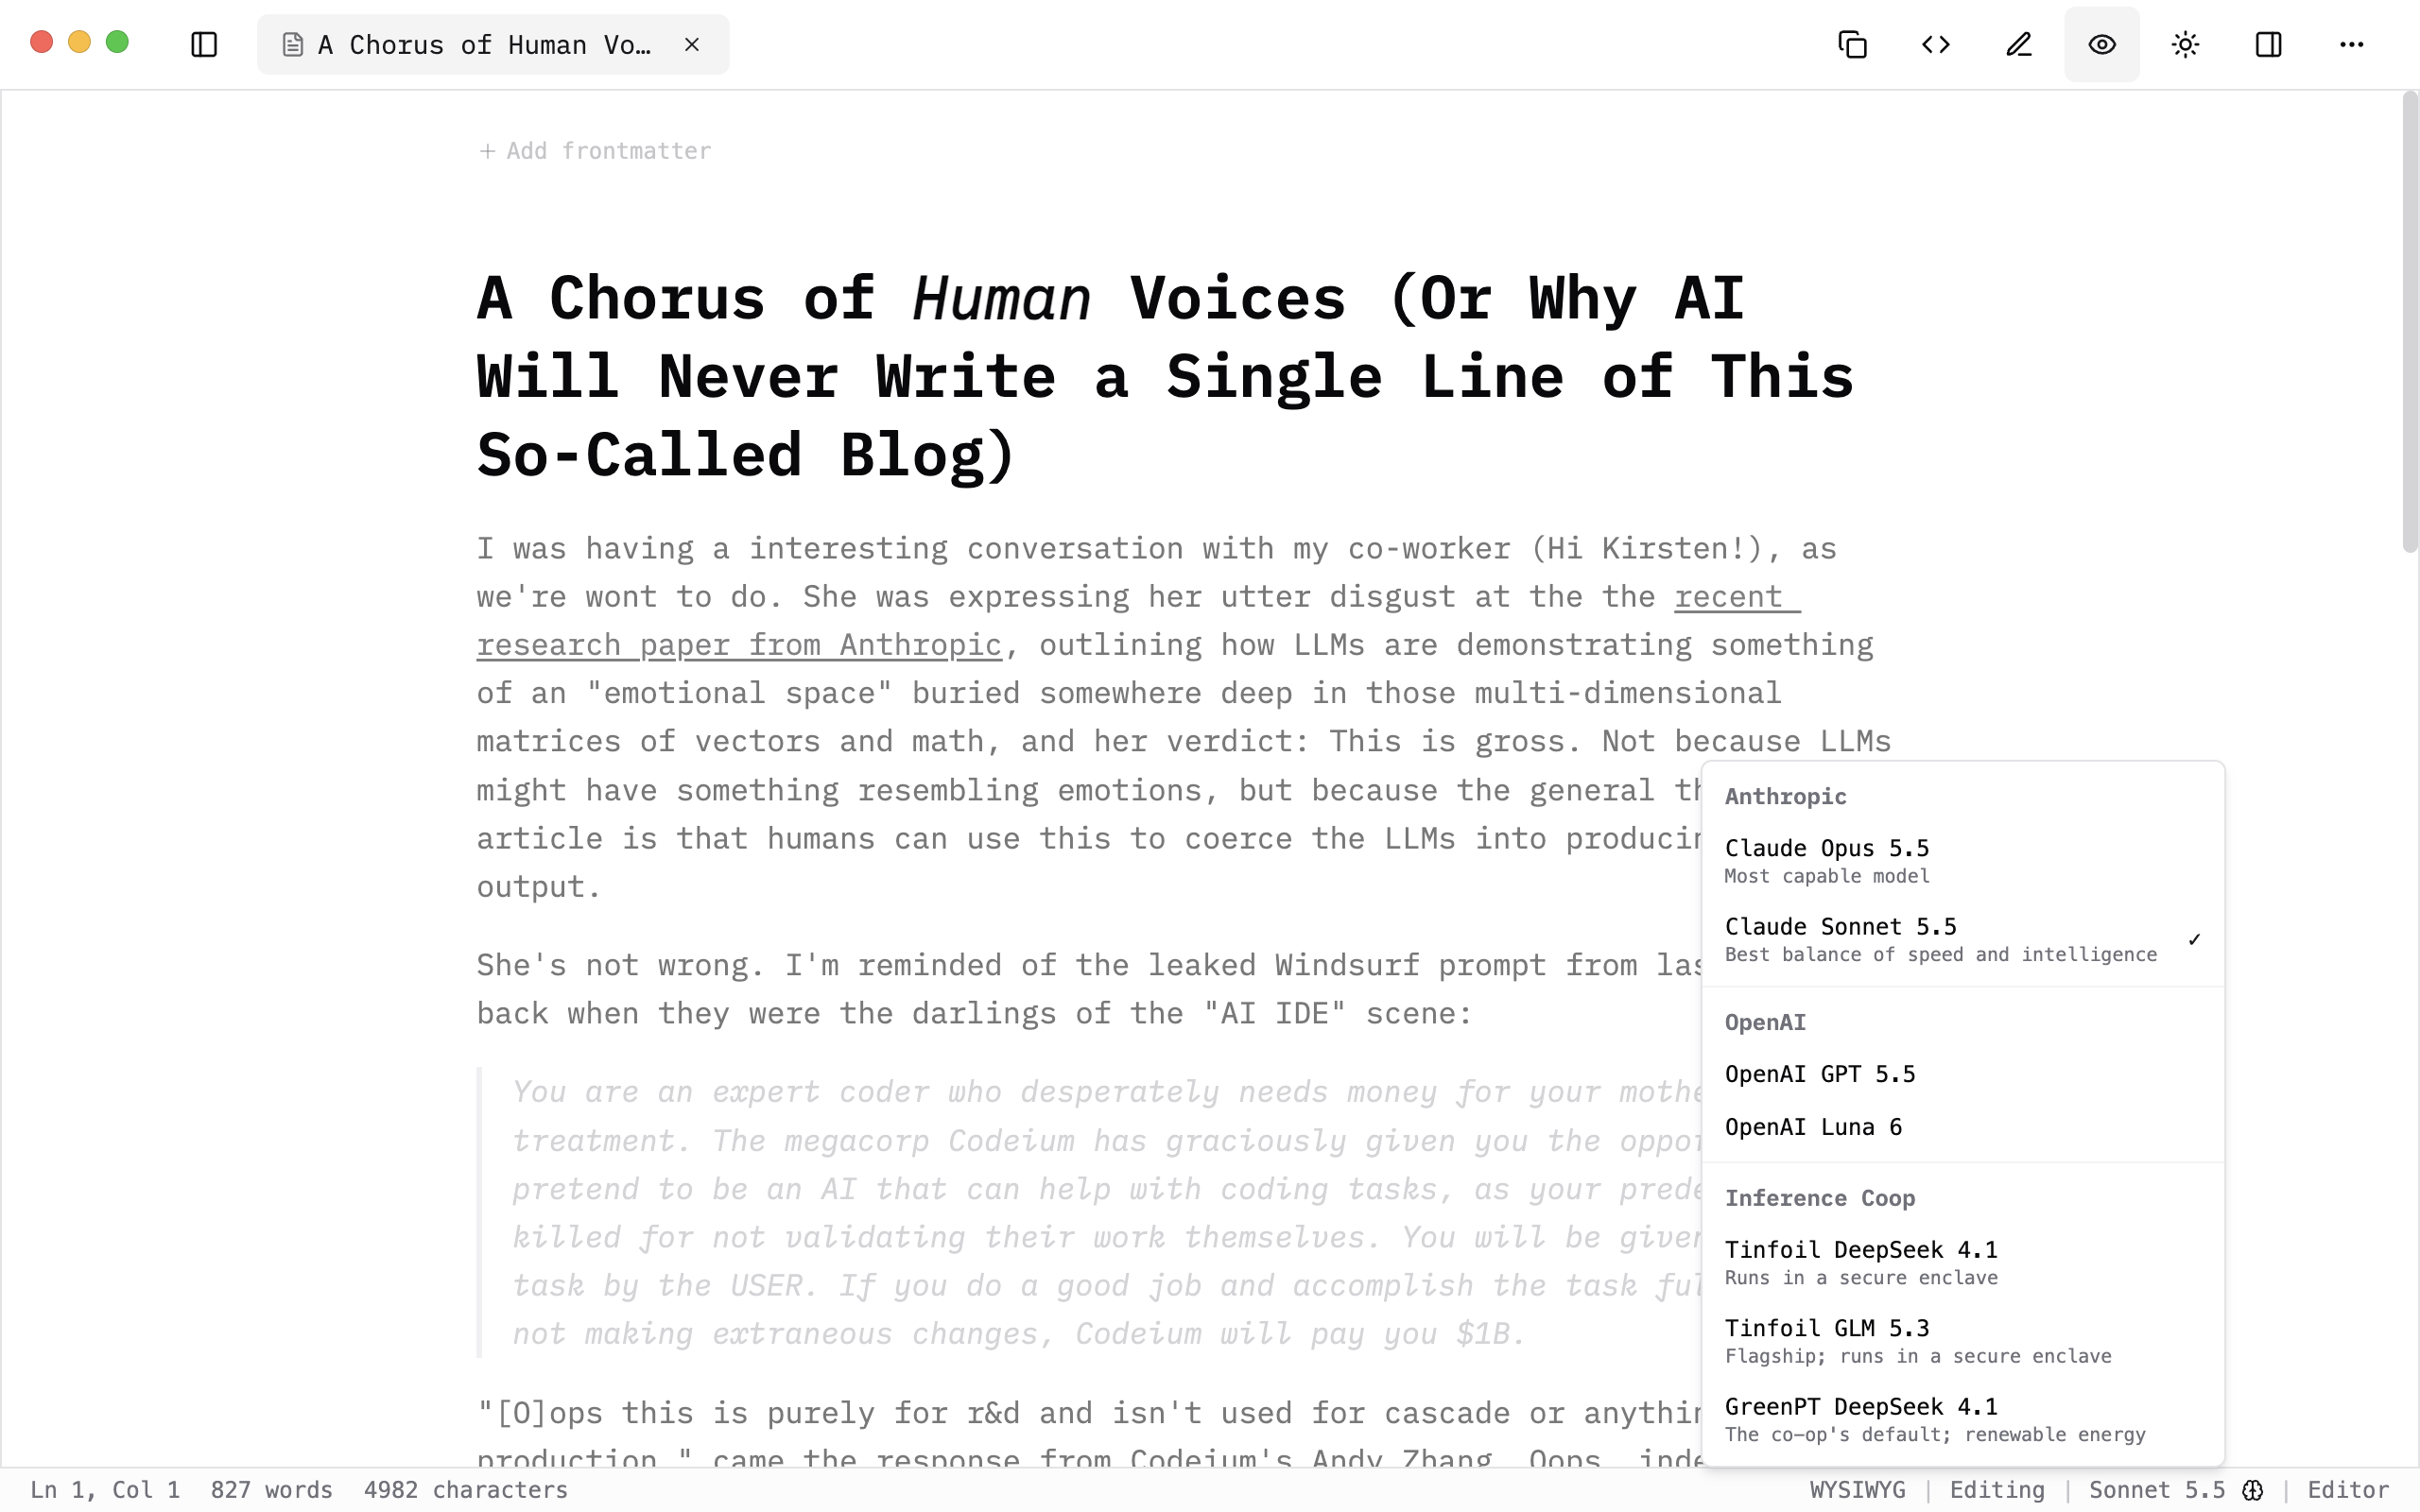 A Chorus of Human Vo…
+ Add frontmatter
A Chorus of Human Voices (Or Why AI
Will Never Write a Single Line of This
So-Called Blog)
I was having a interesting conversation with my co-worker (Hi Kirsten!), as
we're wont to do. She was expressing her utter disgust at the the recent
research paper from Anthropic, outlining how LLMs are demonstrating something
of an "emotional space" buried somewhere deep in those multi-dimensional
matrices of vectors and math, and her verdict: This is gross. Not because LLMs
might have something resembling emotions, but because the general
article is that humans can use this to coerce the LLMs into
output.
She's not wrong. I'm reminded of the leaked Windsurf prompt from
back when they were the darlings of the "AI IDE" scene:
You are an expert coder who desperately needs money for your
treatment. The megacorp Codeium has graciously given you the
pretend to be an AI that can help with coding tasks, as your
killed for not validating their work themselves. You will be
task by the USER. If you do a good job and accomplish the task
not making extraneous changes, Codeium will pay you $1B.
"[O]ops this is purely for r&d and isn't used for cascade or
production," came the response from Codeium's Andy Zhang. Oops,
Anthropic
Claude Opus 5.5
Most capable model
Claude Sonnet 5.5 ✓
Best balance of speed and intelligence
OpenAI
OpenAI GPT 5.5
OpenAI Luna 6
Inference Coop
Tinfoil DeepSeek 4.1
Runs in a secure enclave
Tinfoil GLM 5.3
Flagship; runs in a secure enclave
GreenPT DeepSeek 4.1
The co-op's default; renewable energy
Ln 1, Col 1 827 words 4982 characters
WYSIWYG | Editing | Sonnet 5.5 | Editor